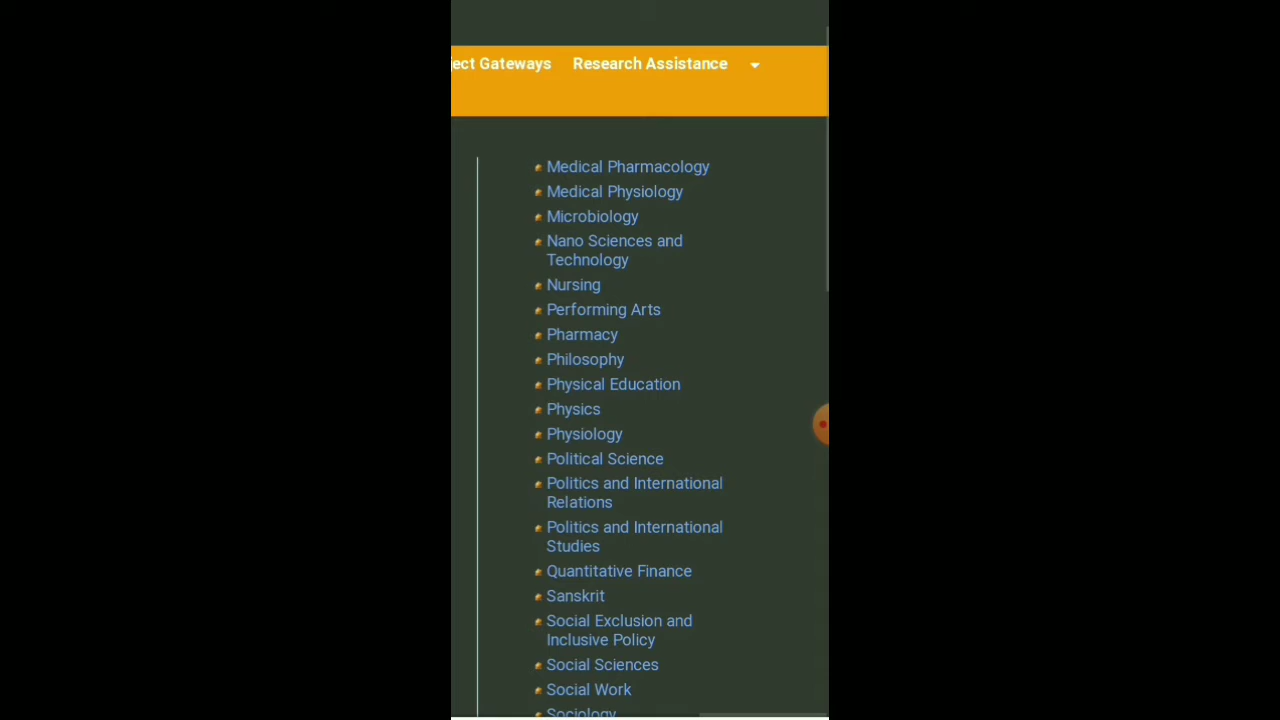 ect Gateways Research Assistance
Medical Pharmacology
Medical Physiology
Microbiology
Nano Sciences and
Technology
Nursing
Performing Arts
Pharmacy
Philosophy
Physical Education
Physics
Physiology
Political Science
Politics and International
Relations
Politics and International
Studies
Quantitative Finance
Sanskrit
Social Exclusion and
Inclusive Policy
Social Sciences
Social Work
Sociology